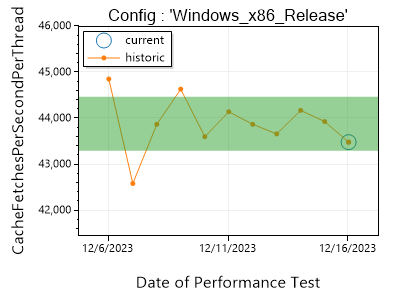 Config : 'Windows_x86_Release'
CacheFetchesPerSecondPerThread
46,000
45,000
44,000
43,000
42,000
current
historic
12/6/2023
12/11/2023
12/16/2023
Date of Performance Test